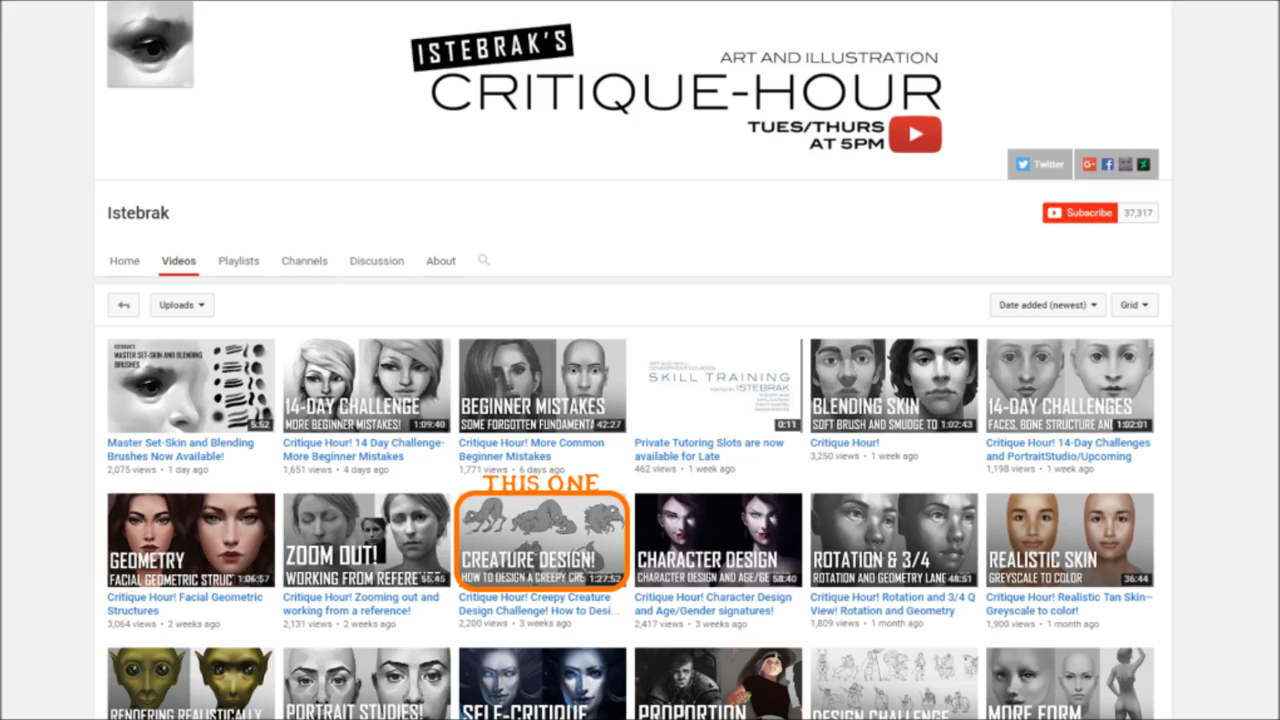 ISTEBRAK'S
ART AND ILLUSTRATION
CRITIQUE-HOUR
TUES/THURS
AT 5PM
Twitter
Istebrak
Subscribe 37,317
Home Videos Playlists Channels Discussion About
Uploads Date added (newest) Grid
ISTEBRAK'S
MASTER SET-SKIN AND BLENDING
BRUSHES
5:52
14-DAY CHALLENGE
MORE BEGINNER MISTAKES! 1:09:40
BEGINNER MISTAKES
SOME FORGOTTEN FUNDAMENTA 42:27
SKILL TRAINING
ISTEBRAK
0:11
BLENDING SKIN
SOFT BRUSH AND SMUDGE TO 1:02:43
14-DAY CHALLENGES
FACES, BONE STRUCTURE AND 1:02:01
Master Set-Skin and Blending
Brushes Now Available!
2,075 views • 1 day ago
Critique Hour! 14 Day Challenge-
More Beginner Mistakes
1,651 views • 4 days ago
Critique Hour! More Common
Beginner Mistakes
1,771 views • 6 days ago
Private Tutoring Slots are now
available for Late
462 views • 1 week ago
Critique Hour!
3,250 views • 1 week ago
Critique Hour! 14-Day Challenges
and PortraitStudio/Upcoming
1,198 views • 1 week ago
THIS ONE
GEOMETRY
FACIAL GEOMETRIC STRUC 1:06:57
ZOOM OUT!
WORKING FROM REFERE 55:45
CREATURE DESIGN!
HOW TO DESIGN A CREEPY CRE 1:27:52
CHARACTER DESIGN
CHARACTER DESIGN AND AGE/GE 58:40
ROTATION & 3/4
ROTATION AND GEOMETRY LANE 48:51
REALISTIC SKIN
GREYSCALE TO COLOR 36:44
Critique Hour! Facial Geometric
Structures
3,064 views • 2 weeks ago
Critique Hour! Zooming out and
working from a reference!
2,131 views • 2 weeks ago
Critique Hour! Creepy Creature
Design Challenge! How to Desi...
2,200 views • 3 weeks ago
Critique Hour! Character Design
and Age/Gender signatures!
2,417 views • 3 weeks ago
Critique Hour! Rotation and 3/4 Q
View! Rotation and Geometry
1,809 views • 1 month ago
Critique Hour! Realistic Tan Skin--
Greyscale to color!
1,900 views • 1 month ago
RENDERING REALISTICALLY
PORTRAIT STUDIES!
SELF-CRITIQUE
PROPORTION
DESIGN CHALLENGE
MORE FORM